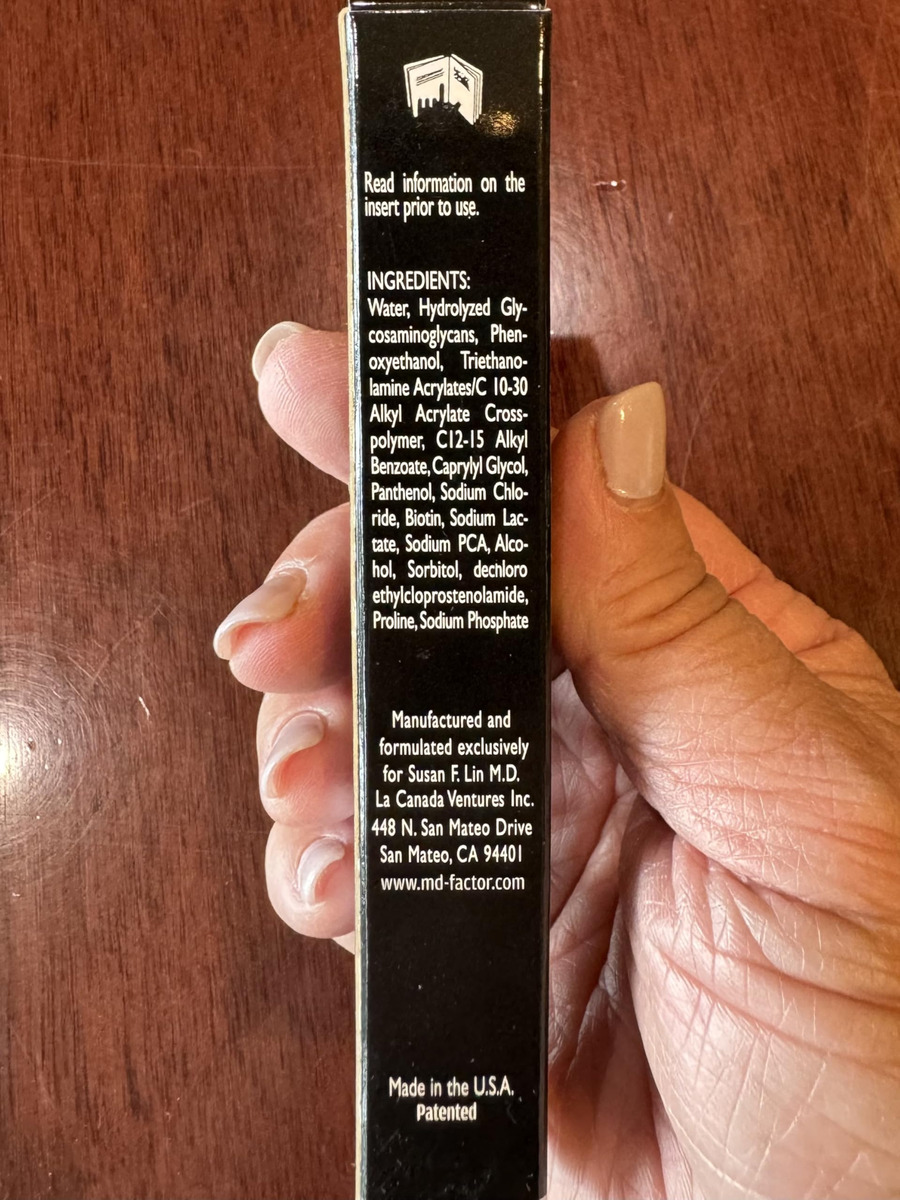 Read information on the
insert prior to use.
INGREDIENTS:
Water, Hydrolyzed Gly-
cosaminoglycans, Phen-
oxyethanol, Triethano-
lamine Acrylates/C 10-30
Alkyl Acrylate Cross-
polymer, C12-15 Alkyl
Benzoate, Caprylyl Glycol,
Panthenol, Sodium Chlo-
ride, Biotin, Sodium Lac-
tate, Sodium PCA, Alco-
hol, Sorbitol, dechloro
ethylcloprostenolamide,
Proline, Sodium Phosphate
Manufactured and
formulated exclusively
for Susan F. Lin M.D.
La Canada Ventures Inc.
448 N. San Mateo Drive
San Mateo, CA 94401
www.md-factor.com
Made in the U.S.A.
Patented